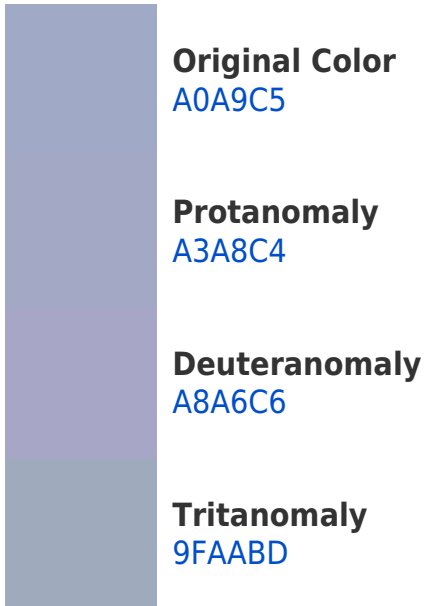 Original Color
A0A9C5
Protanomaly
A3A8C4
Deuteranomaly
A8A6C6
Tritanomaly
9FAABD